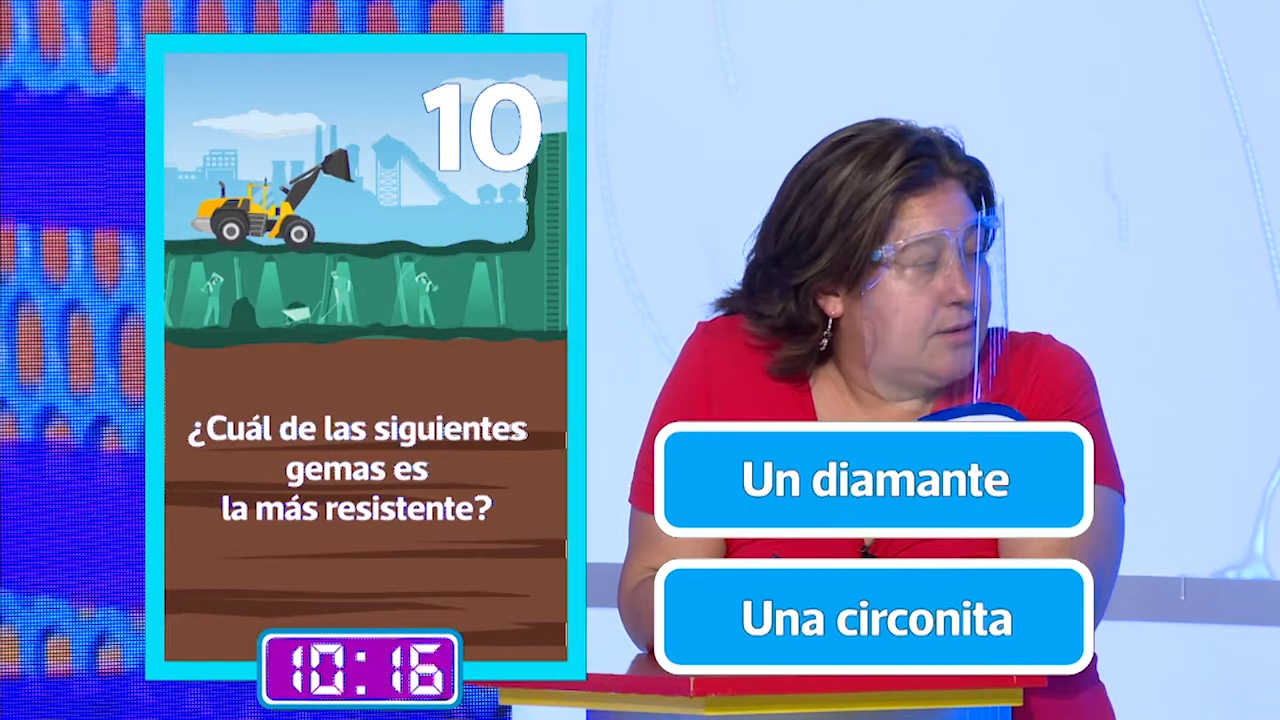 10
¿Cuál de las siguientes
gemas es
la más resistente?
Un diamante
Una circonita
10:16